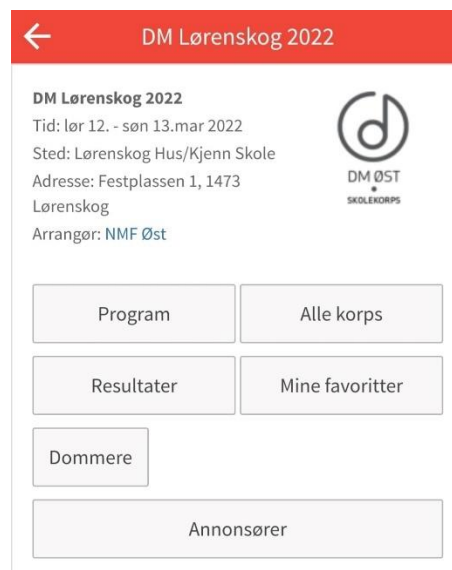 DM Lørenskog 2022
DM Lørenskog 2022
Tid: lør 12. - søn 13.mar 2022
Sted: Lørenskog Hus/Kjenn Skole
Adresse: Festplassen 1, 1473
Lørenskog
Arrangør: NMF Øst
DM ØST
SKOLEKORPS
Program
Alle korps
Resultater
Mine favoritter
Dommere
Annonsører